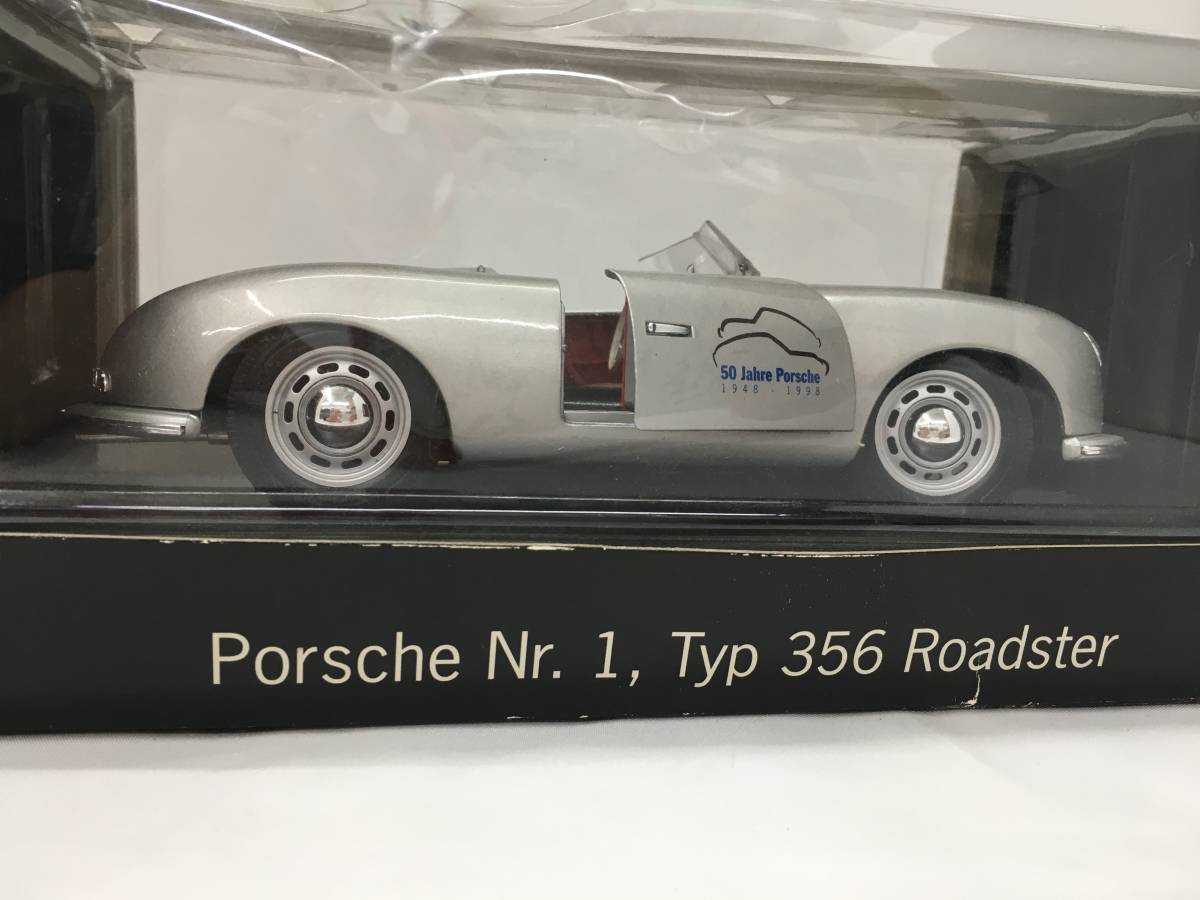 50 Jahre Porsche
1948 - 1998
Porsche Nr. 1, Typ 356 Roadster